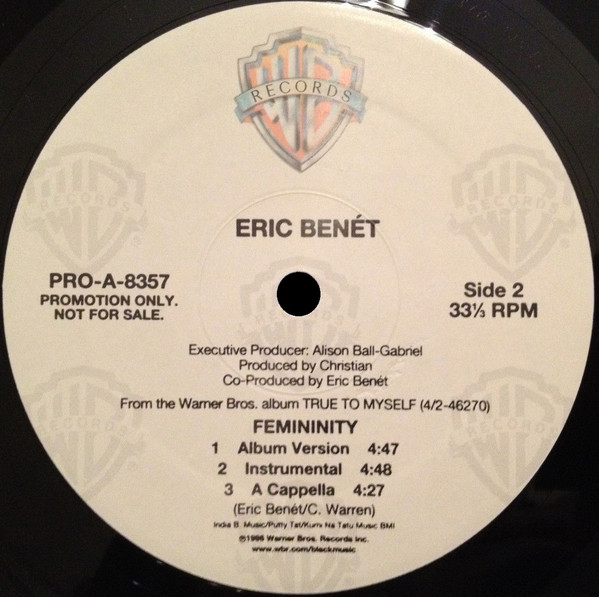 WB
RECORDS
ERIC BENÉT
PRO-A-8357
PROMOTION ONLY.
NOT FOR SALE.
Side 2
33⅓ RPM
Executive Producer: Alison Ball-Gabriel
Produced by Christian
Co-Produced by Eric Benét
From the Warner Bros. album TRUE TO MYSELF (4/2-46270)
FEMININITY
1 Album Version 4:47
2 Instrumental 4:48
3 A Cappella 4:27
(Eric Benét/C. Warren)
India B. Music/Putty Tat/Kumi Na Tatu Music BMI
℗1996 Warner Bros. Records Inc.
www.wbr.com/blackmusic